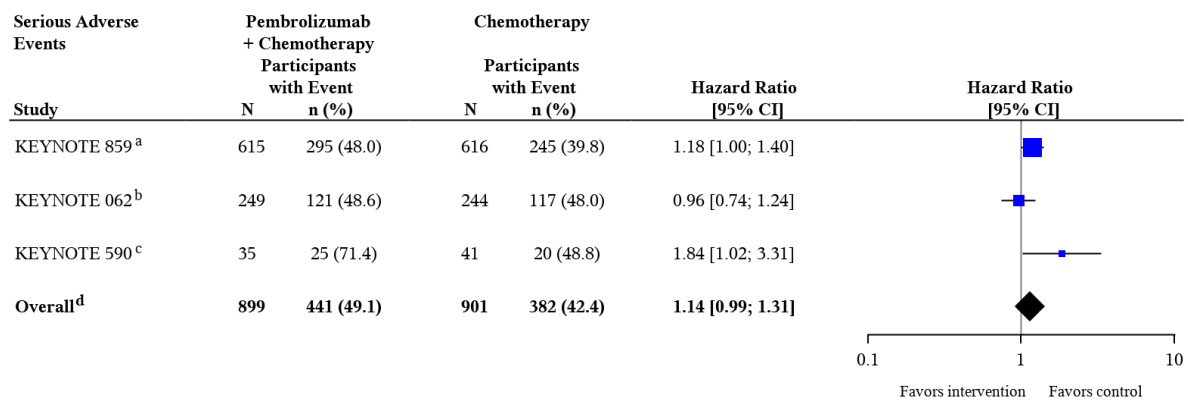 Serious Adverse Pembrolizumab Chemotherapy
Events + Chemotherapy
Participants Participants
with Event with Event Hazard Ratio Hazard Ratio
Study N n (%) N n (%) [95% CI] [95% CI]
KEYNOTE 859 a 615 295 (48.0) 616 245 (39.8) 1.18 [1.00; 1.40]
KEYNOTE 062 b 249 121 (48.6) 244 117 (48.0) 0.96 [0.74; 1.24]
KEYNOTE 590 c 35 25 (71.4) 41 20 (48.8) 1.84 [1.02; 3.31]
Overall d 899 441 (49.1) 901 382 (42.4) 1.14 [0.99; 1.31]
0.1 1 10
Favors intervention Favors control